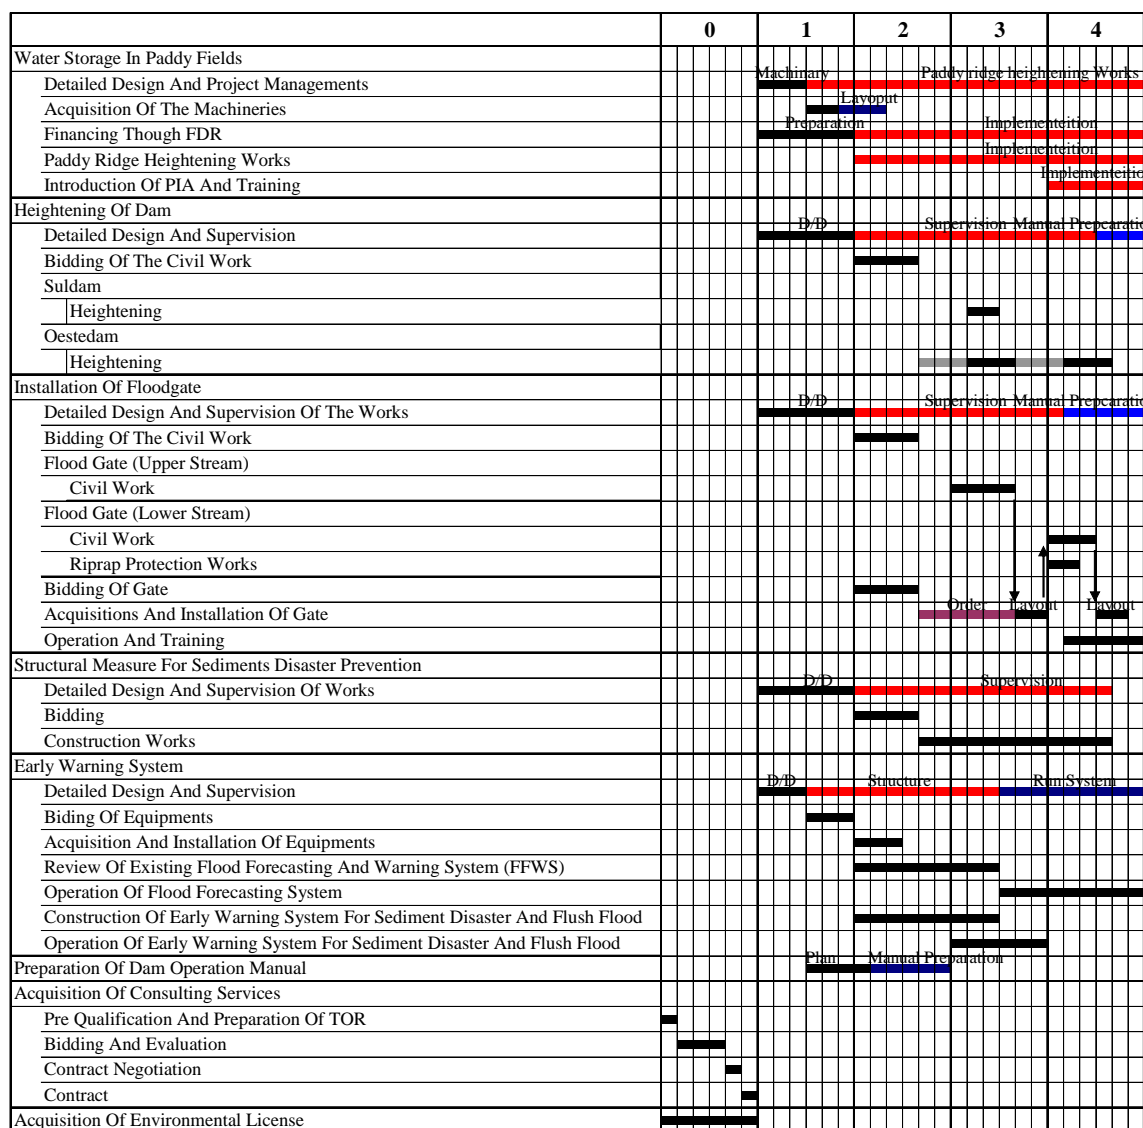 0 1 2 3 4
Water Storage In Paddy Fields
Machinary Paddy ridge heightening Works
Detailed Design And Project Managements
Layoput
Acquisition Of The Machineries
Preparation Implementeition
Financing Though FDR
Implementeition
Paddy Ridge Heightening Works
Implementeition
Introduction Of PIA And Training
Heightening Of Dam
D/D Supervision Manual Prepcaratio
Detailed Design And Supervision
Bidding Of The Civil Work
Suldam
Heightening
Oestedam
Heightening
Installation Of Floodgate
D/D Supervision Manual Prepcaratio
Detailed Design And Supervision Of The Works
Bidding Of The Civil Work
Flood Gate (Upper Stream)
Civil Work
Flood Gate (Lower Stream)
Civil Work
Riprap Protection Works
Bidding Of Gate
Order Layout Layout
Acquisitions And Installation Of Gate
Operation And Training
Structural Measure For Sediments Disaster Prevention
D/D Supervision
Detailed Design And Supervision Of Works
Bidding
Construction Works
Early Warning System
D/D Structure Run System
Detailed Design And Supervision
Biding Of Equipments
Acquisition And Installation Of Equipments
Review Of Existing Flood Forecasting And Warning System (FFWS)
Operation Of Flood Forecasting System
Construction Of Early Warning System For Sediment Disaster And Flush Flood
Operation Of Early Warning System For Sediment Disaster And Flush Flood
Plan Manual Preparation
Preparation Of Dam Operation Manual
Acquisition Of Consulting Services
Pre Qualification And Preparation Of TOR
Bidding And Evaluation
Contract Negotiation
Contract
Acquisition Of Environmental License